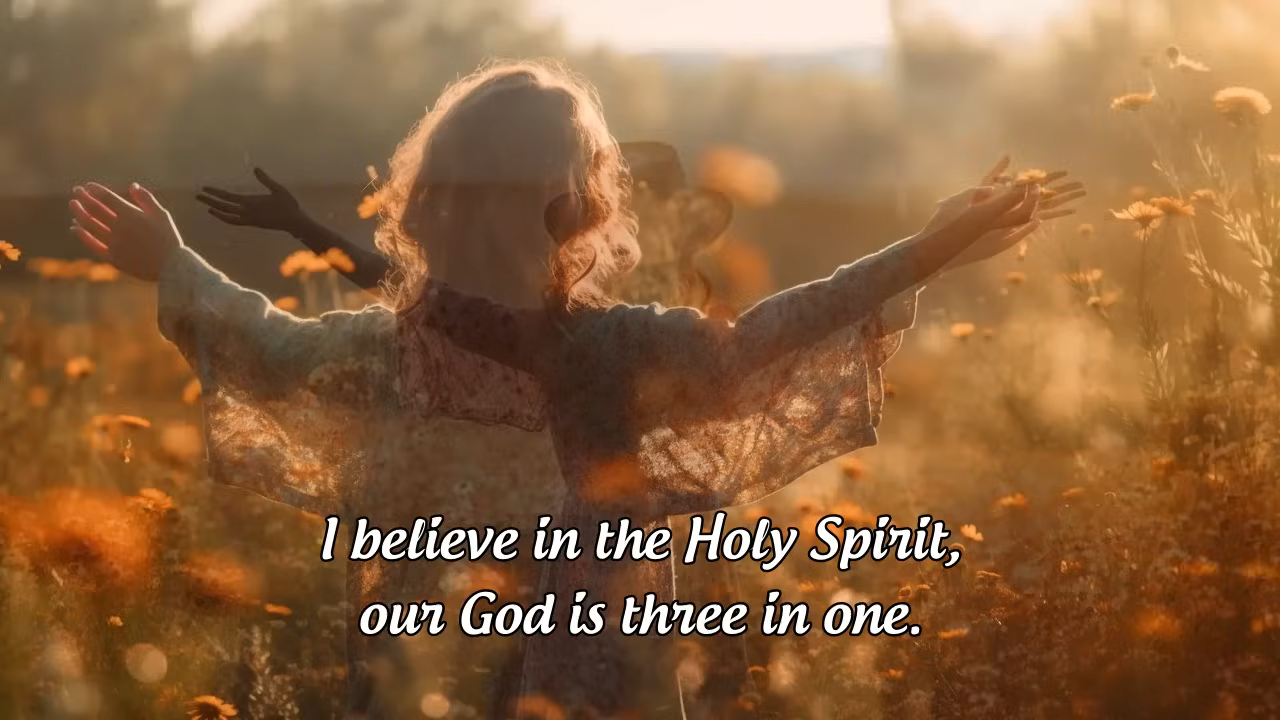 I believe in the Holy Spirit,
our God is three in one.